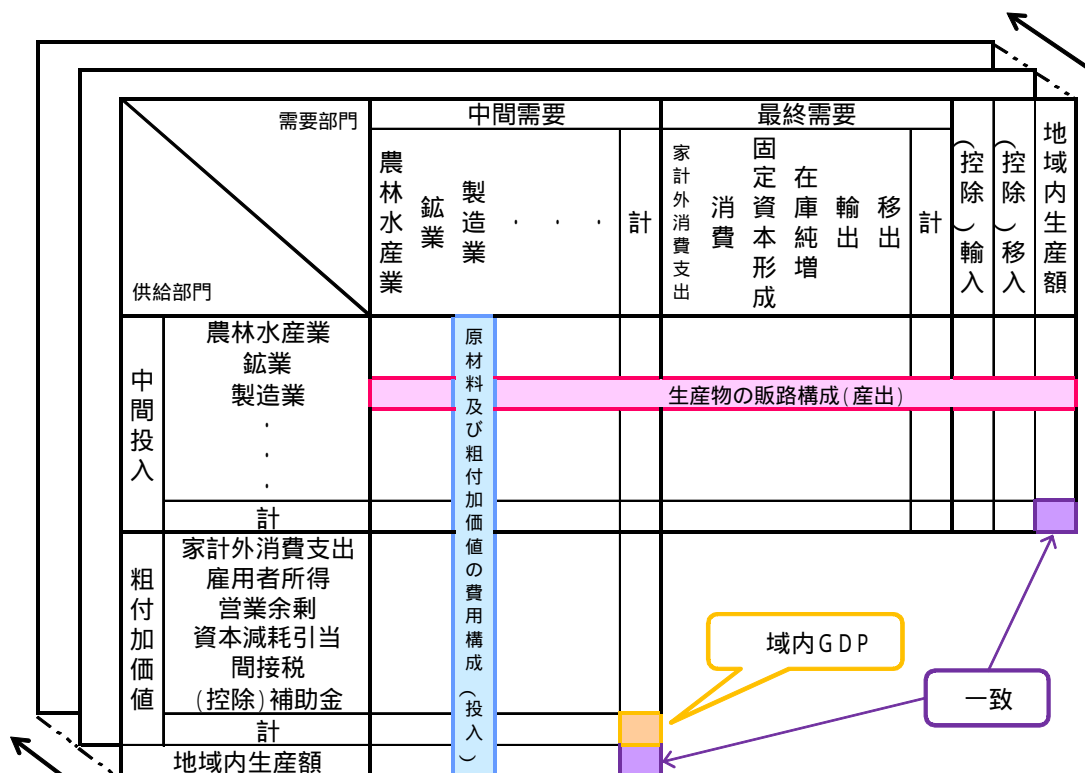 需要部門
供給部門
中間需要
最終需要
農林水産業
鉱業
製造業
・
・
・
計
家計外消費支出
消費
固定資本形成
在庫純増
輸出
移出
計
(控除)輸入
(控除)移入
地域内生産額
中間投入
農林水産業
鉱業
製造業
・
・
・
計
粗付加価値
家計外消費支出
雇用者所得
営業余剰
資本減耗引当
間接税
(控除)補助金
計
地域内生産額
原材料及び粗付加価値の費用構成(投入)
生産物の販路構成(産出)
域内GDP
一致